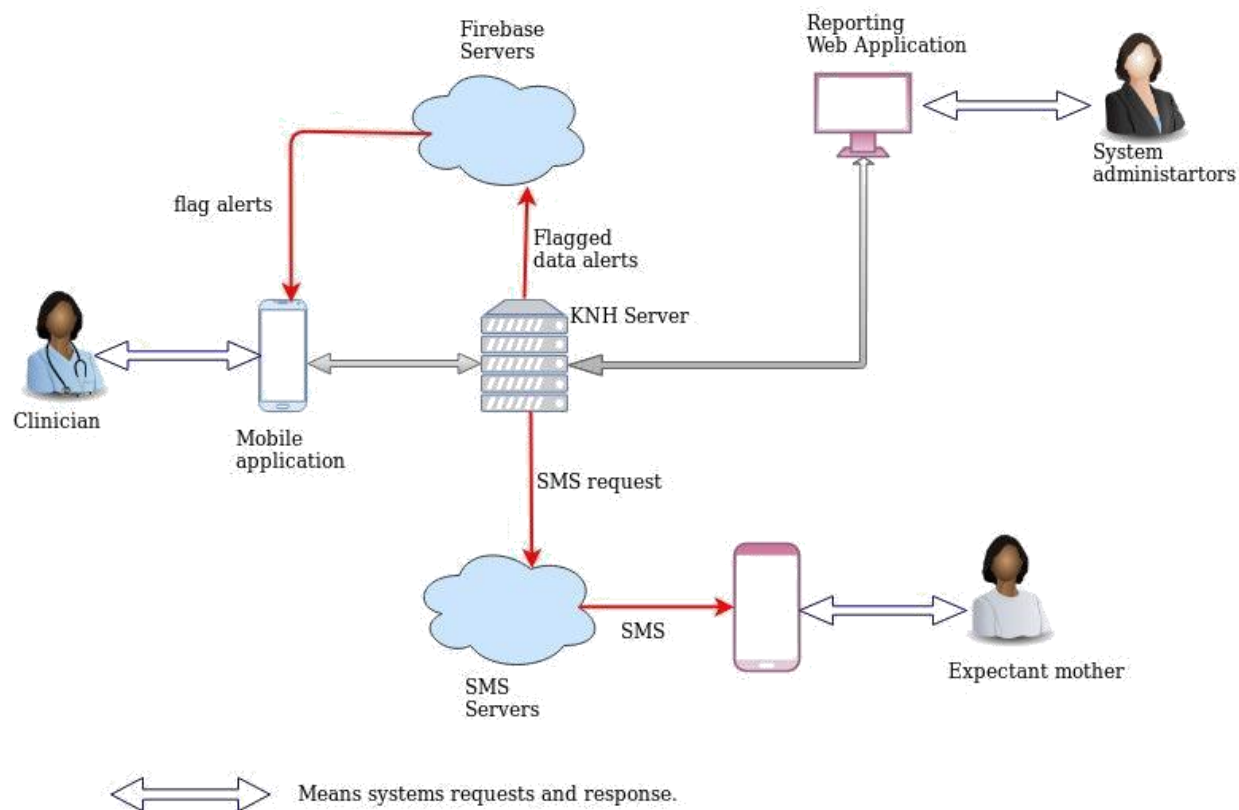 Firebase
Servers
Reporting
Web Application
System
administartors
flag alerts
Flagged
data alerts
KNH Server
Clinician
Mobile
application
SMS request
SMS
SMS
Servers
Expectant mother
Means systems requests and response.